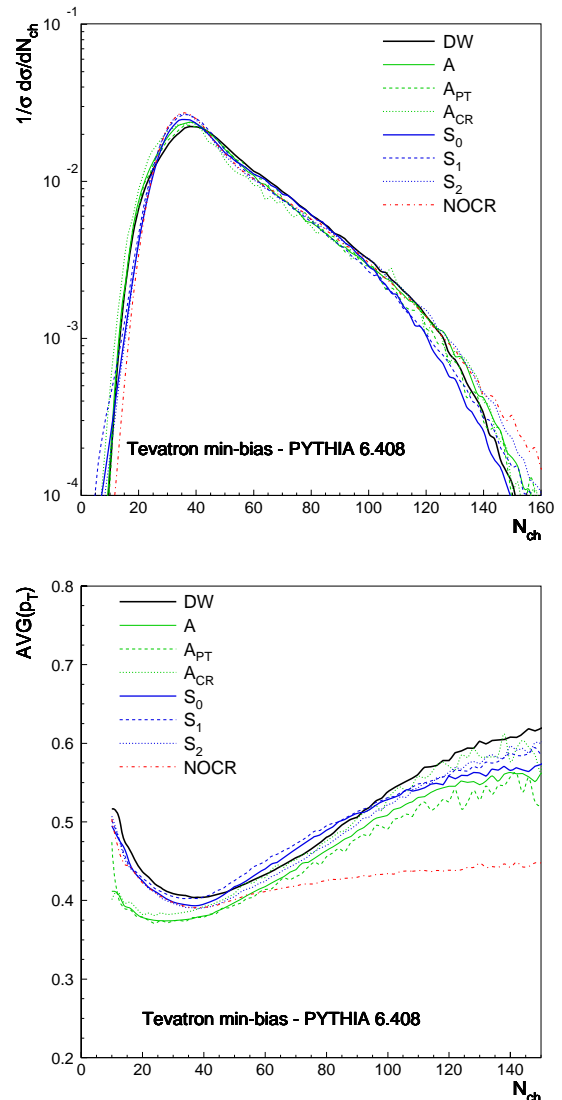 1/σ dσ/dN_ch
10⁻¹
10⁻²
10⁻³
10⁻⁴
DW
A
A_PT
A_CR
S_0
S_1
S_2
NOCR
Tevatron min-bias - PYTHIA 6.408
0 20 40 60 80 100 120 140 160
N_ch
AVG(p_T)
0.8
0.7
0.6
0.5
0.4
0.3
0.2
DW
A
A_PT
A_CR
S_0
S_1
S_2
NOCR
Tevatron min-bias - PYTHIA 6.408
0 20 40 60 80 100 120 140
N_ch